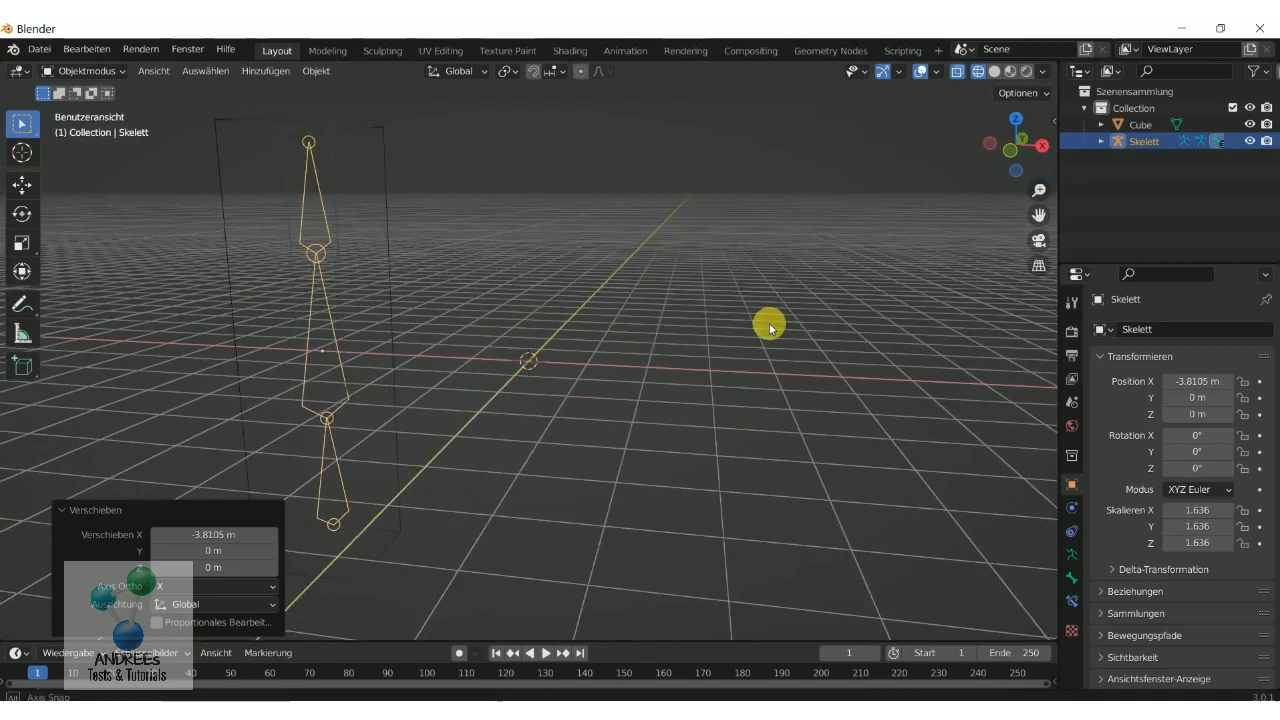 Blender
Datei Bearbeiten Rendern Fenster Hilfe Layout Modeling Sculpting UV Editing Texture Paint Shading Animation Rendering Compositing Geometry Nodes Scripting + Scene ViewLayer
Objektmodus Ansicht Auswählen Hinzufügen Objekt Global
Optionen
Benutzeransicht
(1) Collection | Skelett
Z
Y
X
Szenensammlung
Collection
Cube
Skelett
Skelett
Skelett
Transformieren
Position X -3.8105 m
Y 0 m
Z 0 m
Rotation X 0°
Y 0°
Z 0°
Modus XYZ Euler
Skalieren X 1.636
Y 1.636
Z 1.636
Delta-Transformation
Beziehungen
Sammlungen
Bewegungspfade
Sichtbarkeit
Ansichtsfenster-Anzeige
Verschieben
Verschieben X -3.8105 m
Y 0 m
Z 0 m
Axis Ortho X
Ausrichtung Global
Proportionales Bearbeit...
ANDREEs
Tests & Tutorials
Wiedergabe Ansicht Markierung 1 Start 1 Ende 250
1 10 40 50 60 70 80 90 100 110 120 130 140 150 160 170 180 190 200 210 220 230 240 250
Alt Axis Snap 3.0.1